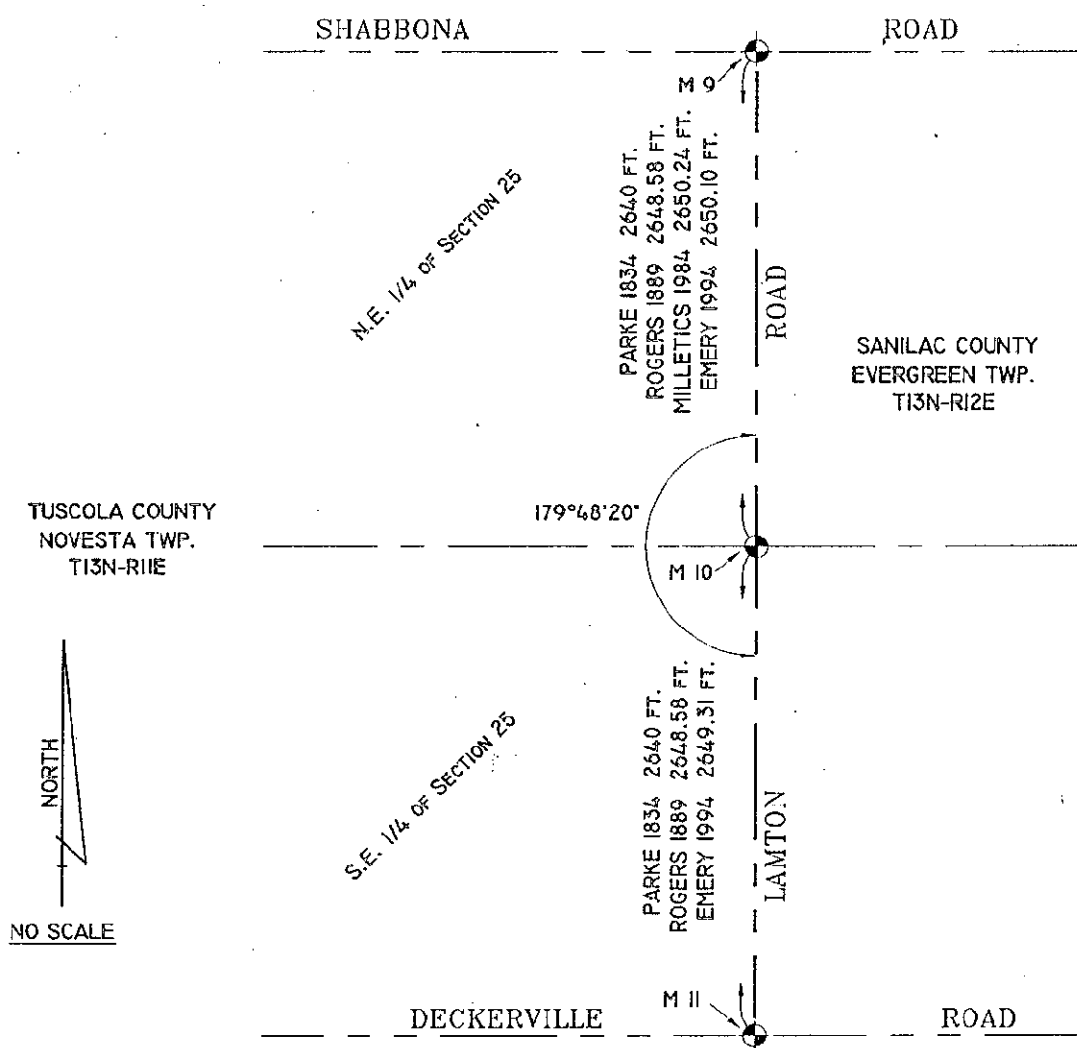 SHABBONA ROAD
M 9
PARKE 1834 2640 FT.
ROGERS 1889 2648.58 FT.
MILLETICS 1984 2650.24 FT.
EMERY 1994 2650.10 FT.
N.E. 1/4 OF SECTION 25
ROAD
SANILAC COUNTY
EVERGREEN TWP.
T13N-R12E
TUSCOLA COUNTY
NOVESTA TWP.
T13N-R11E
179°48'20"
M 10
NORTH
NO SCALE
S.E. 1/4 OF SECTION 25
PARKE 1834 2640 FT.
ROGERS 1889 2648.58 FT.
EMERY 1994 2649.31 FT.
LAMTON
M 11
DECKERVILLE ROAD